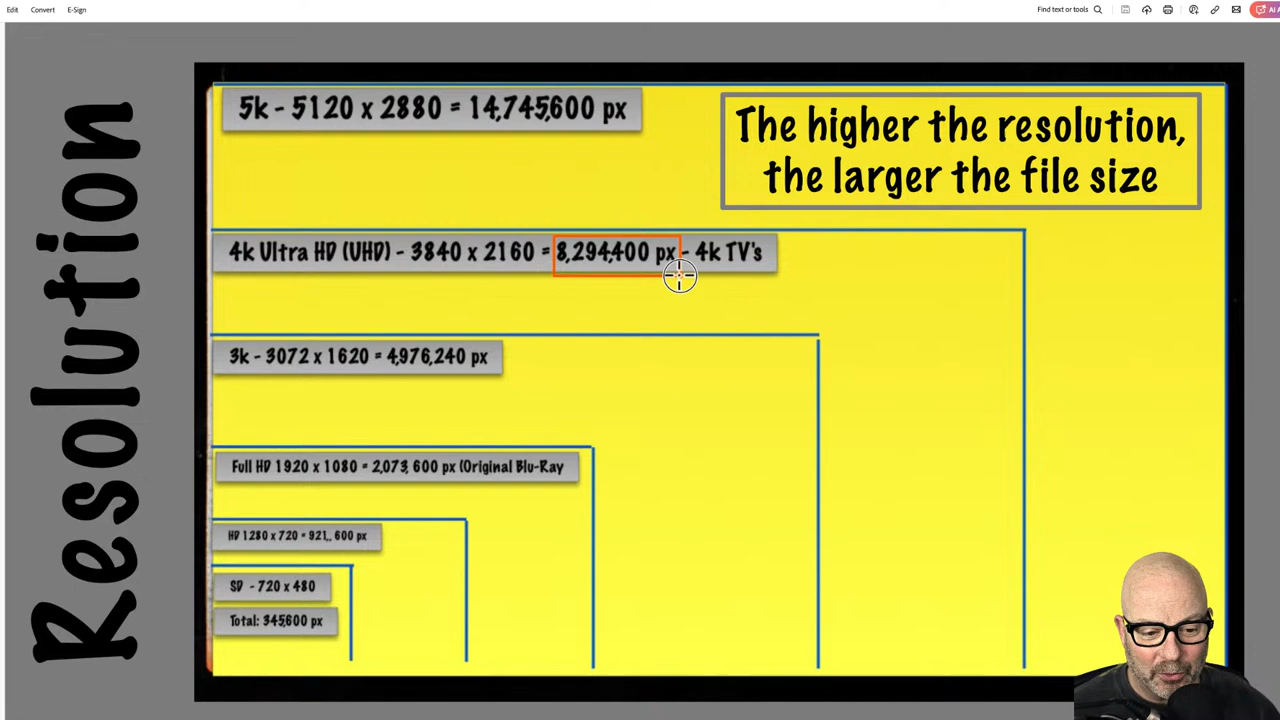 Edit Convert E-Sign Find text or tools AI A
Resolution
5k - 5120 x 2880 = 14,745,600 px
The higher the resolution,
the larger the file size
4k Ultra HD (UHD) - 3840 x 2160 = 8,294,400 px - 4k TV's
3k - 3072 x 1620 = 4,976,240 px
Full HD 1920 x 1080 = 2,073, 600 px (Original Blu-Ray
HD 1280 x 720 = 921,, 600 px
SD - 720 x 480
Total: 345,600 px